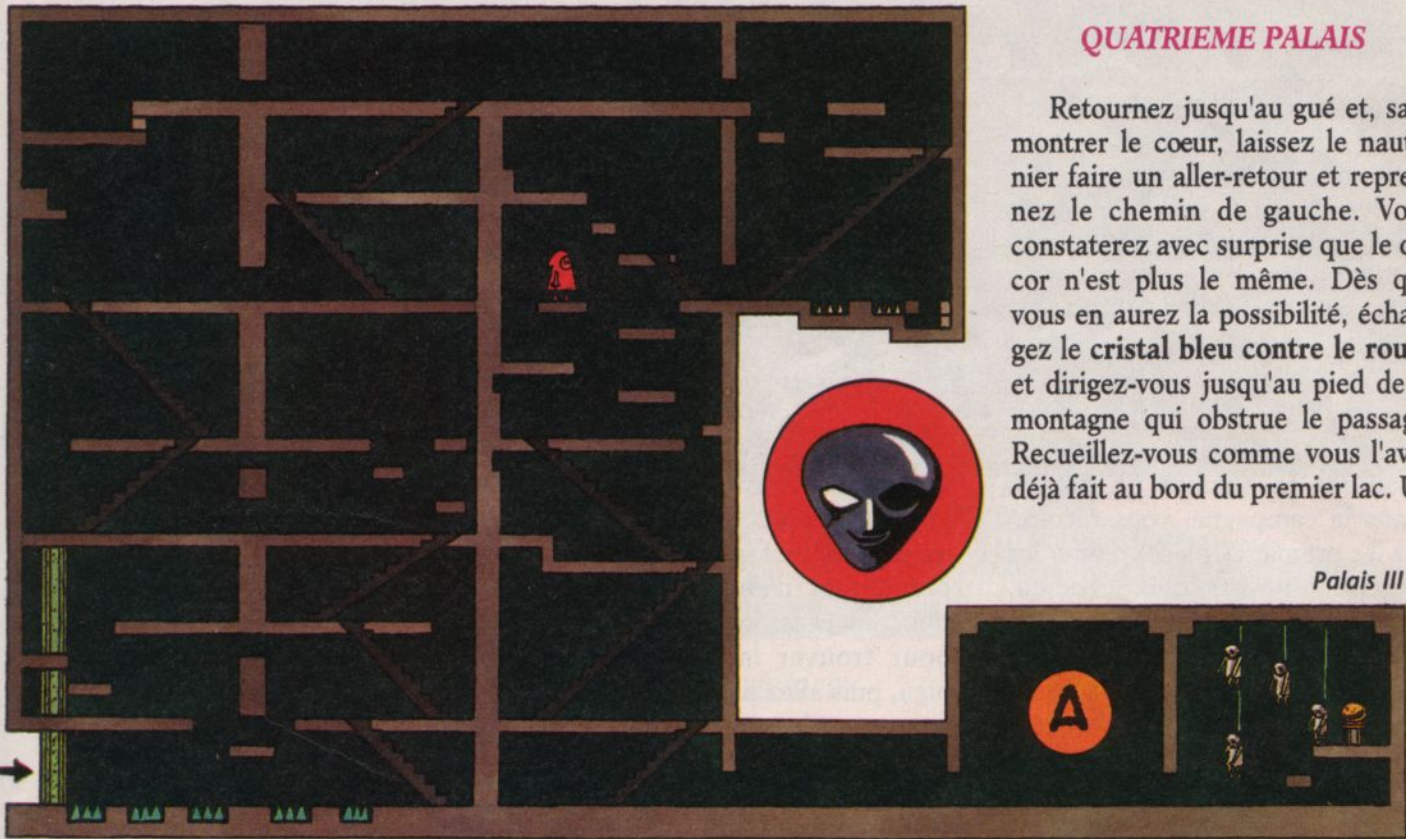 QUATRIEME PALAIS
Retournez jusqu'au gué et, sa
montrer le coeur, laissez le naut
nier faire un aller-retour et repre
nez le chemin de gauche. Vo
constaterez avec surprise que le d
cor n'est plus le même. Dès q
vous en aurez la possibilité, écha
gez le cristal bleu contre le rou
et dirigez-vous jusqu'au pied de
montagne qui obstrue le passag
Recueillez-vous comme vous l'av
déjà fait au bord du premier lac. U
Palais III
A